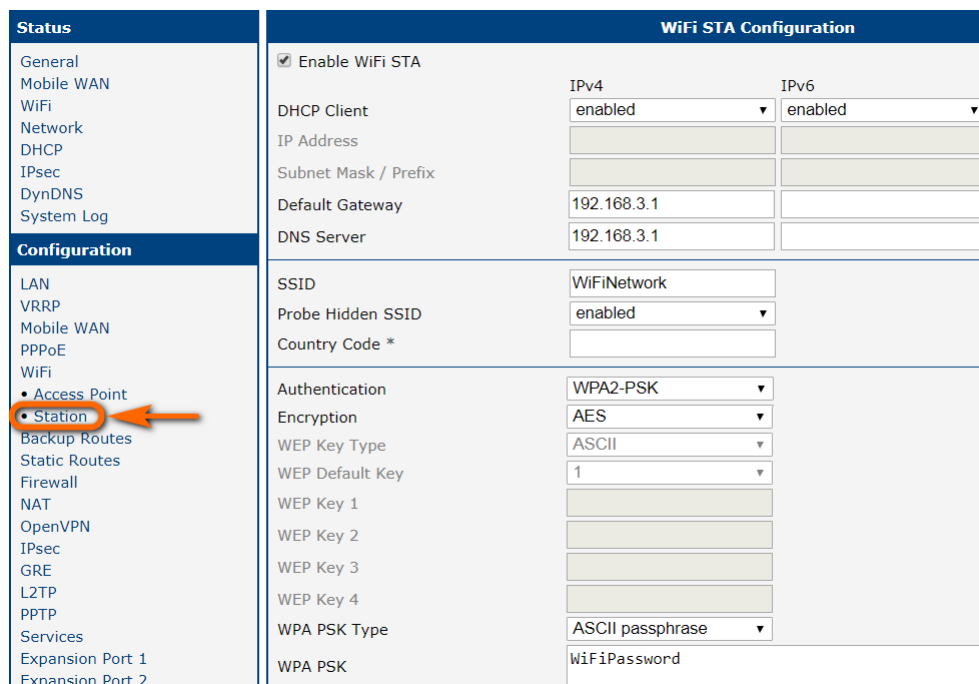 Status
General
Mobile WAN
WiFi
Network
DHCP
IPsec
DynDNS
System Log
Configuration
LAN
VRRP
Mobile WAN
PPPoE
WiFi
• Access Point
• Station
Backup Routes
Static Routes
Firewall
NAT
OpenVPN
IPsec
GRE
L2TP
PPTP
Services
Expansion Port 1
Expansion Port 2
WiFi STA Configuration
Enable WiFi STA
IPv4 IPv6
DHCP Client enabled enabled
IP Address
Subnet Mask / Prefix
Default Gateway 192.168.3.1
DNS Server 192.168.3.1
SSID WiFiNetwork
Probe Hidden SSID enabled
Country Code *
Authentication WPA2-PSK
Encryption AES
WEP Key Type ASCII
WEP Default Key 1
WEP Key 1
WEP Key 2
WEP Key 3
WEP Key 4
WPA PSK Type ASCII passphrase
WPA PSK WiFiPassword